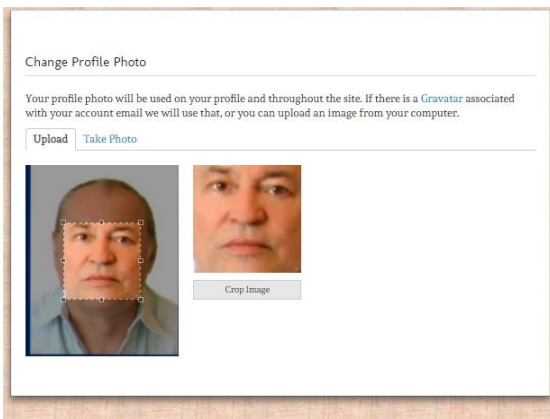 Change Profile Photo
Your profile photo will be used on your profile and throughout the site. If there is a Gravatar associated
with your account email we will use that, or you can upload an image from your computer.
Upload Take Photo
Crop Image